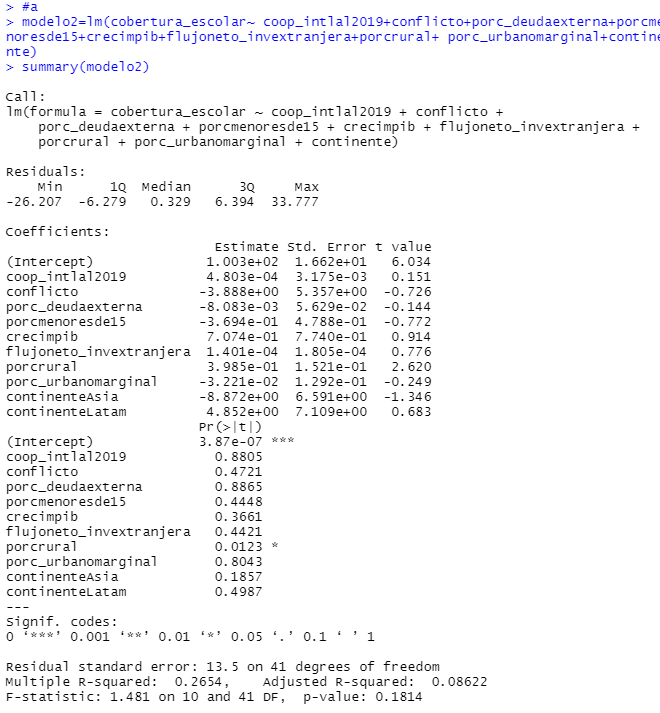 > #a
> modelo2=lm(cobertura_escolar~ coop_intlal2019+conflicto+porc_deudaexterna+porcme
noresde15+crecimpib+flujoneto_invextranjera+porcrural+ porc_urbanomarginal+contine
nte)
> summary(modelo2)

Call:
lm(formula = cobertura_escolar ~ coop_intlal2019 + conflicto +
    porc_deudaexterna + porcmenoresde15 + crecimpib + flujoneto_invextranjera +
    porcrural + porc_urbanomarginal + continente)

Residuals:
    Min      1Q  Median      3Q     Max
-26.207  -6.279   0.329   6.394  33.777

Coefficients:
                          Estimate Std. Error t value
(Intercept)              1.003e+02  1.662e+01   6.034
coop_intlal2019          4.803e-04  3.175e-03   0.151
conflicto               -3.888e+00  5.357e+00  -0.726
porc_deudaexterna       -8.083e-03  5.629e-02  -0.144
porcmenoresde15         -3.694e-01  4.788e-01  -0.772
crecimpib                7.074e-01  7.740e-01   0.914
flujoneto_invextranjera  1.401e-04  1.805e-04   0.776
porcrural                3.985e-01  1.521e-01   2.620
porc_urbanomarginal     -3.221e-02  1.292e-01  -0.249
continenteAsia          -8.872e+00  6.591e+00  -1.346
continenteLatam          4.852e+00  7.109e+00   0.683
                        Pr(>|t|)
(Intercept)             3.87e-07 ***
coop_intlal2019           0.8805
conflicto                 0.4721
porc_deudaexterna         0.8865
porcmenoresde15           0.4448
crecimpib                 0.3661
flujoneto_invextranjera   0.4421
porcrural                 0.0123 *
porc_urbanomarginal       0.8043
continenteAsia            0.1857
continenteLatam           0.4987
---
Signif. codes:
0 ‘***’ 0.001 ‘**’ 0.01 ‘*’ 0.05 ‘.’ 0.1 ‘ ’ 1

Residual standard error: 13.5 on 41 degrees of freedom
Multiple R-squared:  0.2654,    Adjusted R-squared:  0.08622
F-statistic: 1.481 on 10 and 41 DF,  p-value: 0.1814